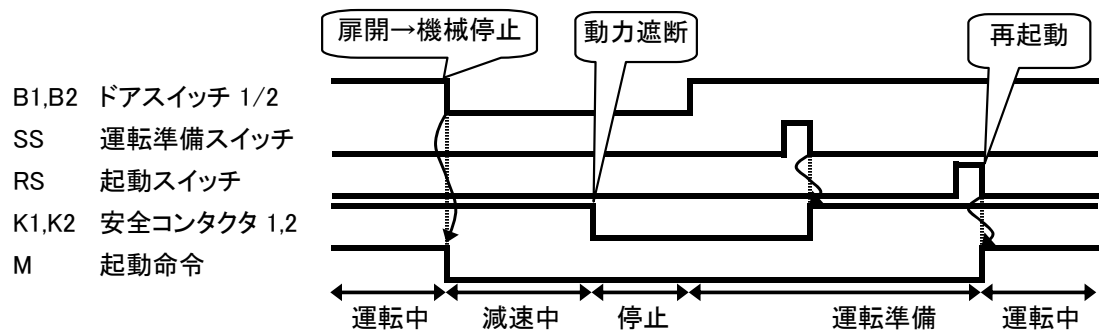 扉開→機械停止
動力遮断
再起動
B1,B2 ドアスイッチ 1/2
SS 運転準備スイッチ
RS 起動スイッチ
K1,K2 安全コンタクタ 1,2
M 起動命令
運転中 減速中 停止 運転準備 運転中